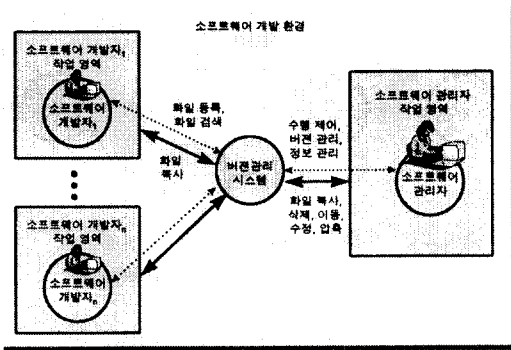 소프트웨어 개발 환경
소프트웨어 개발자₁
작업 영역
소프트웨어
개발자₁
화일 등록,
화일 검색
화일
복사
버젼관리
시스템
수행 제어,
버젼 관리,
정보 관리
화일 복사,
삭제, 이동,
수정, 압축
소프트웨어 관리자
작업 영역
소프트웨어
관리자
소프트웨어 개발자ₙ
작업 영역
소프트웨어
개발자ₙ